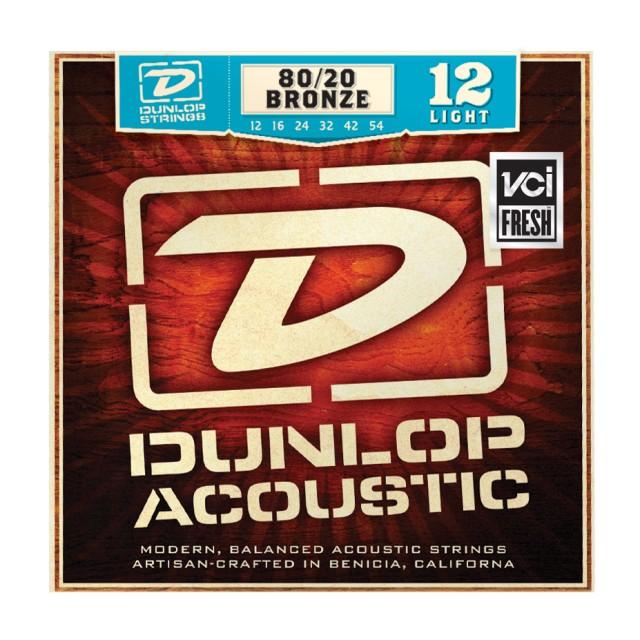 DUNLOP
STRINGS
80/20
BRONZE
12 16 24 32 42 54
12
LIGHT
VCi
FRESH
D
DUNLOP
ACOUSTIC
MODERN, BALANCED ACOUSTIC STRINGS
ARTISAN-CRAFTED IN BENICIA, CALIFORNA